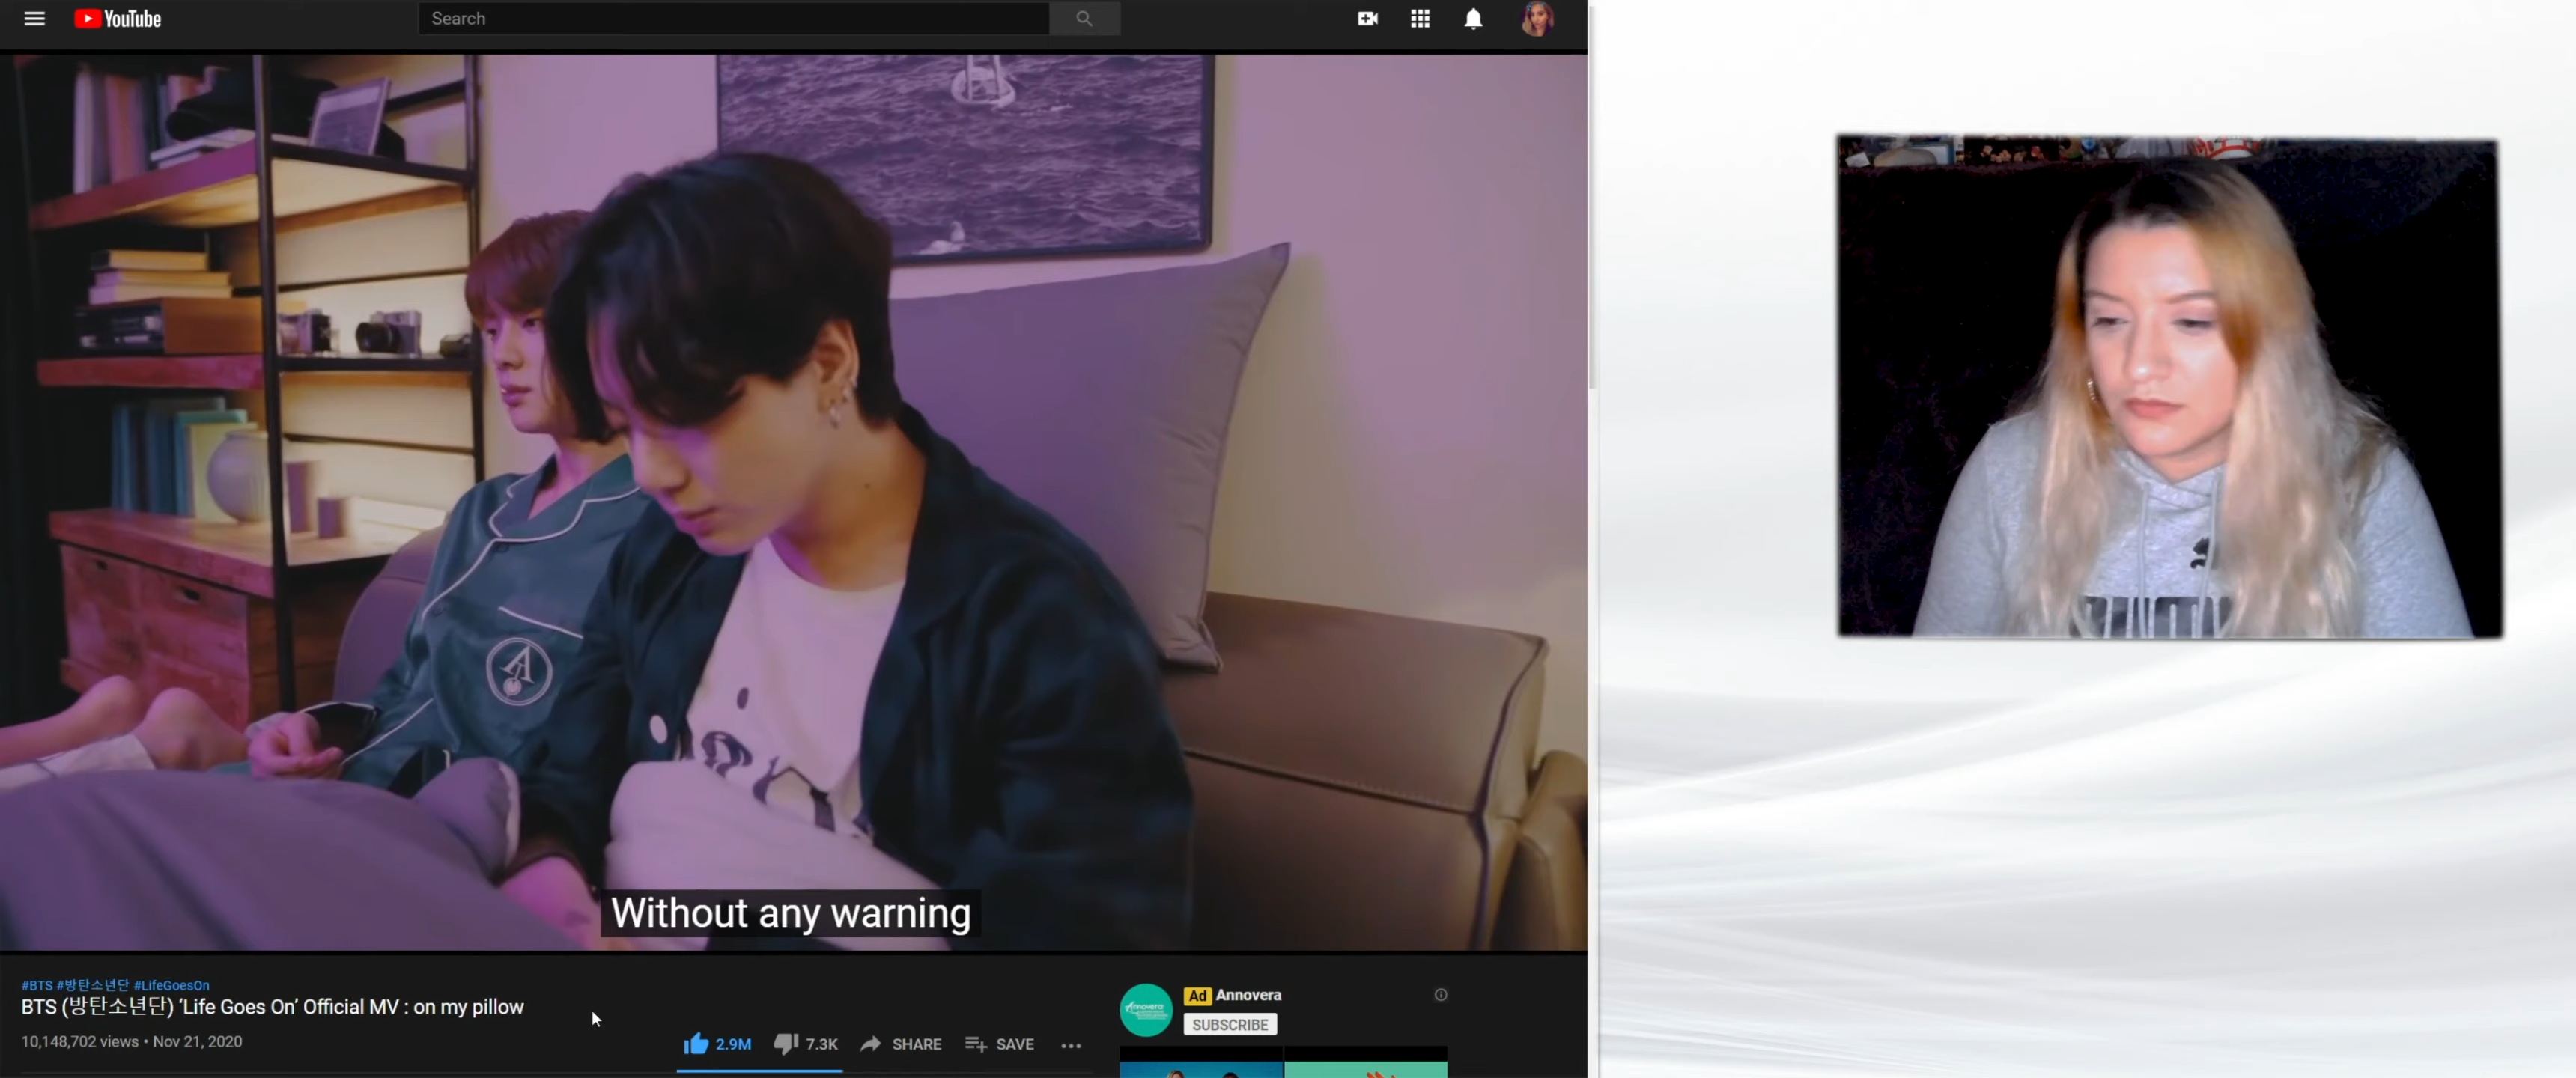 YouTube
Search
Without any warning
#BTS #방탄소년단 #LifeGoesOn
BTS (방탄소년단) ‘Life Goes On’ Official MV : on my pillow
10,148,702 views • Nov 21, 2020
2.9M
7.3K
SHARE
SAVE
Annovera
Ad Annovera
SUBSCRIBE